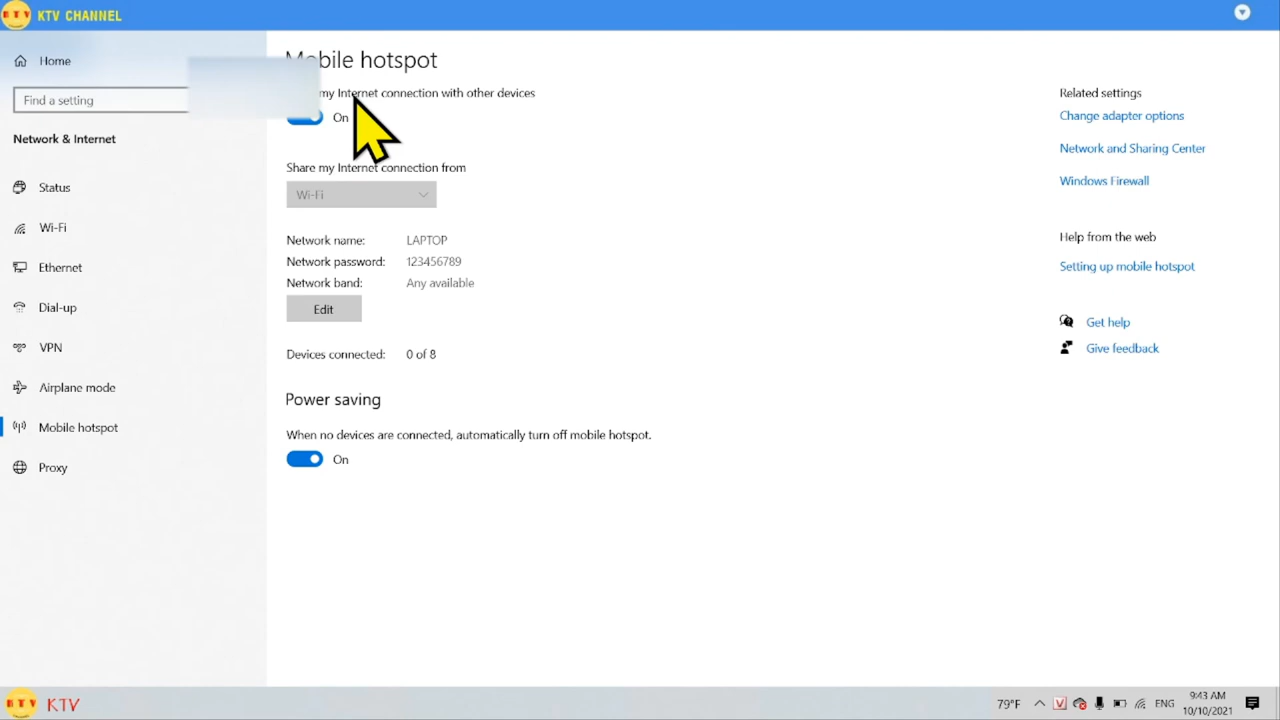 KTV CHANNEL
Home
Find a setting
Network & Internet
Status
Wi-Fi
Ethernet
Dial-up
VPN
Airplane mode
Mobile hotspot
Proxy
Mobile hotspot
my Internet connection with other devices
On
Share my Internet connection from
Wi-Fi
Network name: LAPTOP
Network password: 123456789
Network band: Any available
Edit
Devices connected: 0 of 8
Power saving
When no devices are connected, automatically turn off mobile hotspot.
On
Related settings
Change adapter options
Network and Sharing Center
Windows Firewall
Help from the web
Setting up mobile hotspot
Get help
Give feedback
KTV
79°F
ENG
9:43 AM
10/10/2021